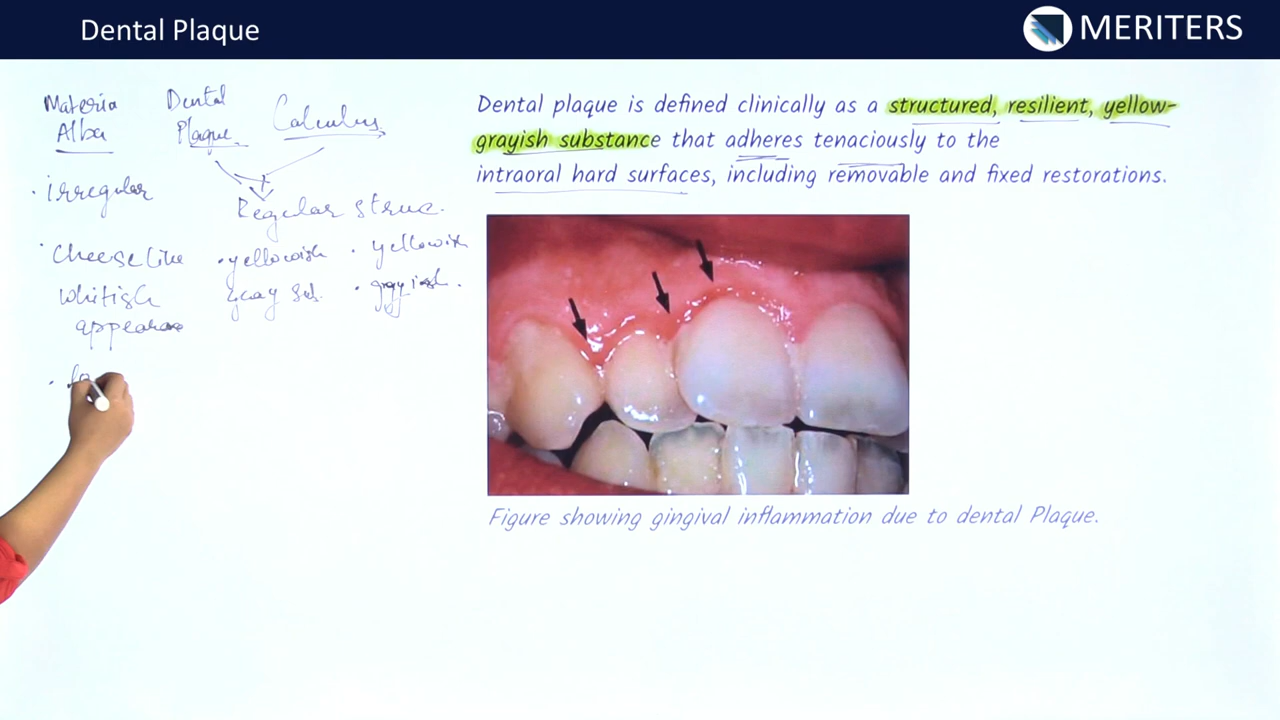 Dental Plaque
MERITERS
Materia Alba
Dental Plaque
Calculus
• irregular
Regular struc.
• Cheese like whitish appearance
• yellowish gray
• yellowish
• grayish.
Dental plaque is defined clinically as a structured, resilient, yellow-
grayish substance that adheres tenaciously to the
intraoral hard surfaces, including removable and fixed restorations.
Figure showing gingival inflammation due to dental Plaque.